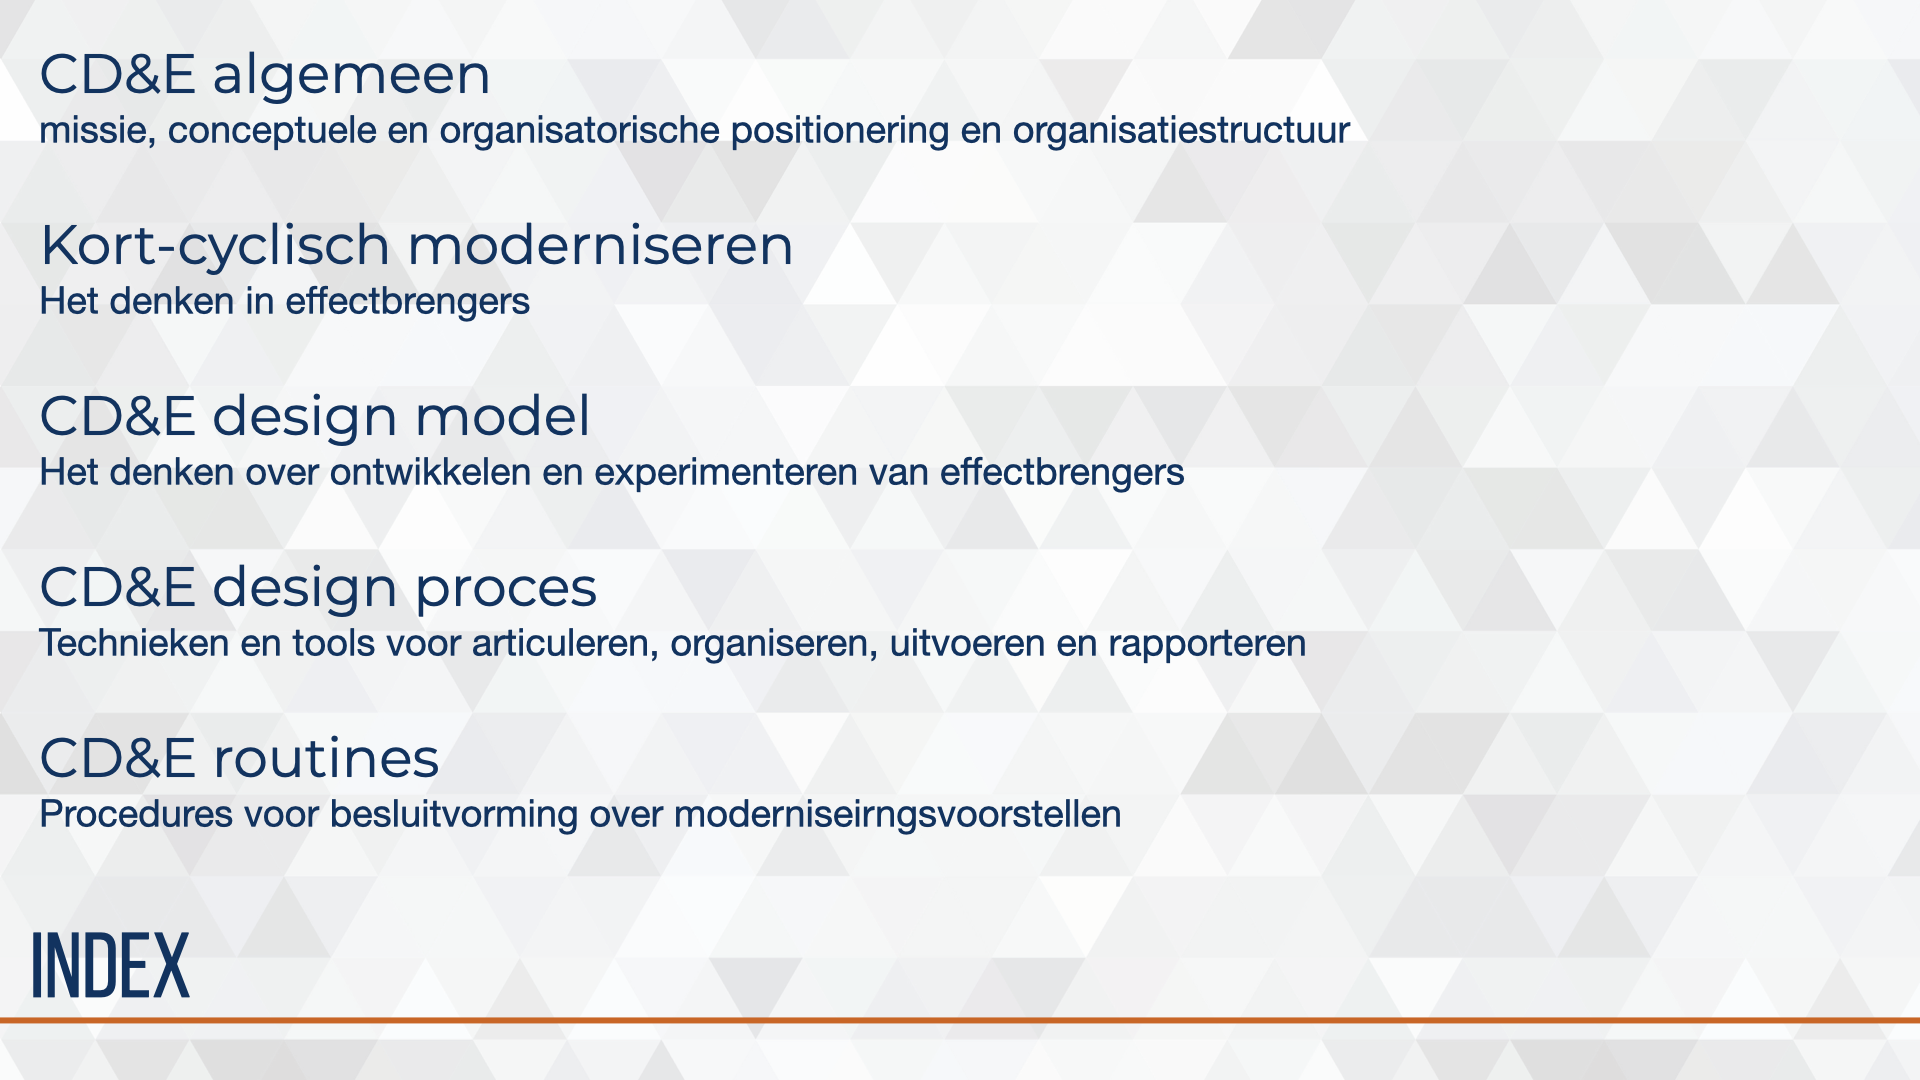 CD&E algemeen
missie, conceptuele en organisatorische positionering en organisatiestructuur
Kort-cyclisch moderniseren
Het denken in effectbrengers
CD&E design model
Het denken over ontwikkelen en experimenteren van effectbrengers
CD&E design proces
Technieken en tools voor articuleren, organiseren, uitvoeren en rapporteren
CD&E routines
Procedures voor besluitvorming over moderniseirngsvoorstellen
INDEX